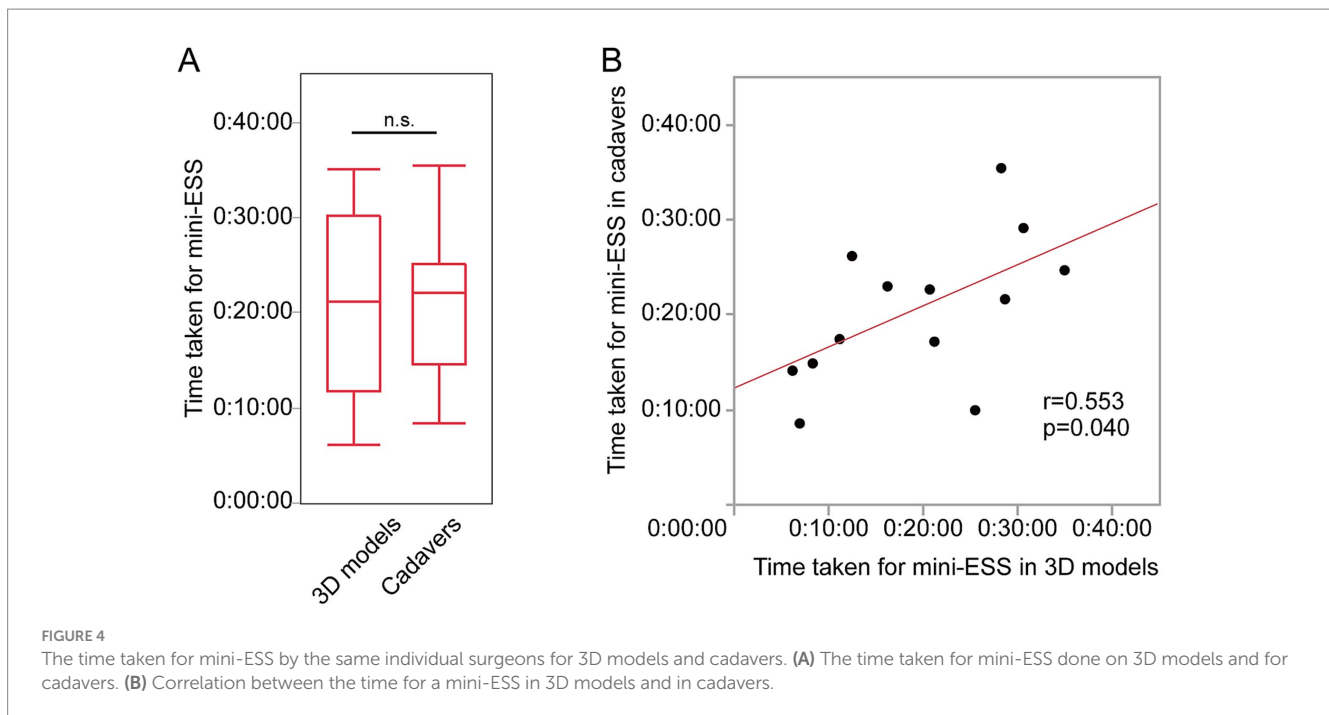 A
Time taken for mini-ESS
0:40:00
0:30:00
0:20:00
0:10:00
0:00:00
n.s.
3D models
Cadavers
B
Time taken for mini-ESS in cadavers
0:40:00
0:30:00
0:20:00
0:10:00
0:00:00
r=0.553
p=0.040
0:10:00 0:20:00 0:30:00 0:40:00
Time taken for mini-ESS in 3D models
FIGURE 4
The time taken for mini-ESS by the same individual surgeons for 3D models and cadavers. (A) The time taken for mini-ESS done on 3D models and for
cadavers. (B) Correlation between the time for a mini-ESS in 3D models and in cadavers.